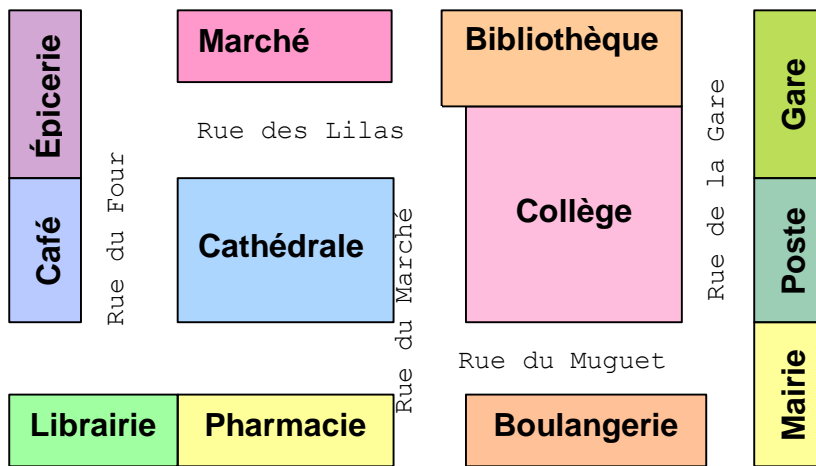 Marché
Bibliothèque
Épicerie
Gare
Rue des Lilas
Rue de la Gare
Rue du Four
Café
Cathédrale
Rue du Marché
Collège
Poste
Rue du Muguet
Mairie
Librairie
Pharmacie
Boulangerie